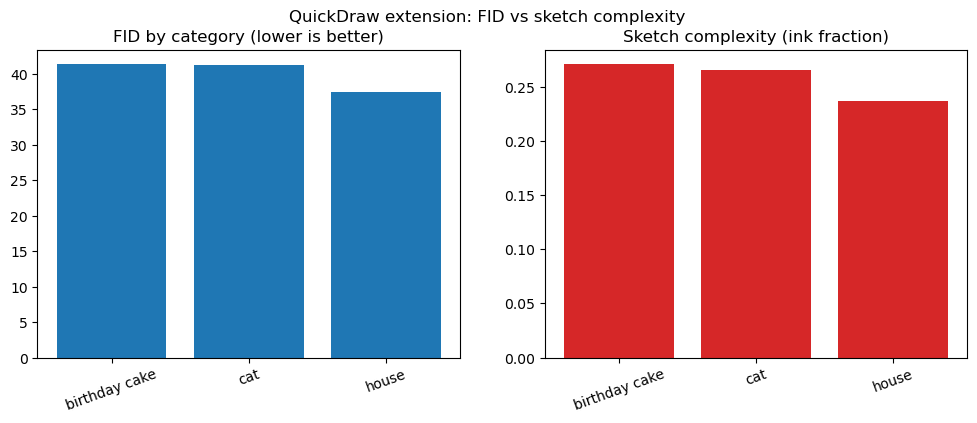 QuickDraw extension: FID vs sketch complexity
FID by category (lower is better)
40
35
30
25
20
15
10
5
0
birthday cake
cat
house
Sketch complexity (ink fraction)
0.25
0.20
0.15
0.10
0.05
0.00
birthday cake
cat
house